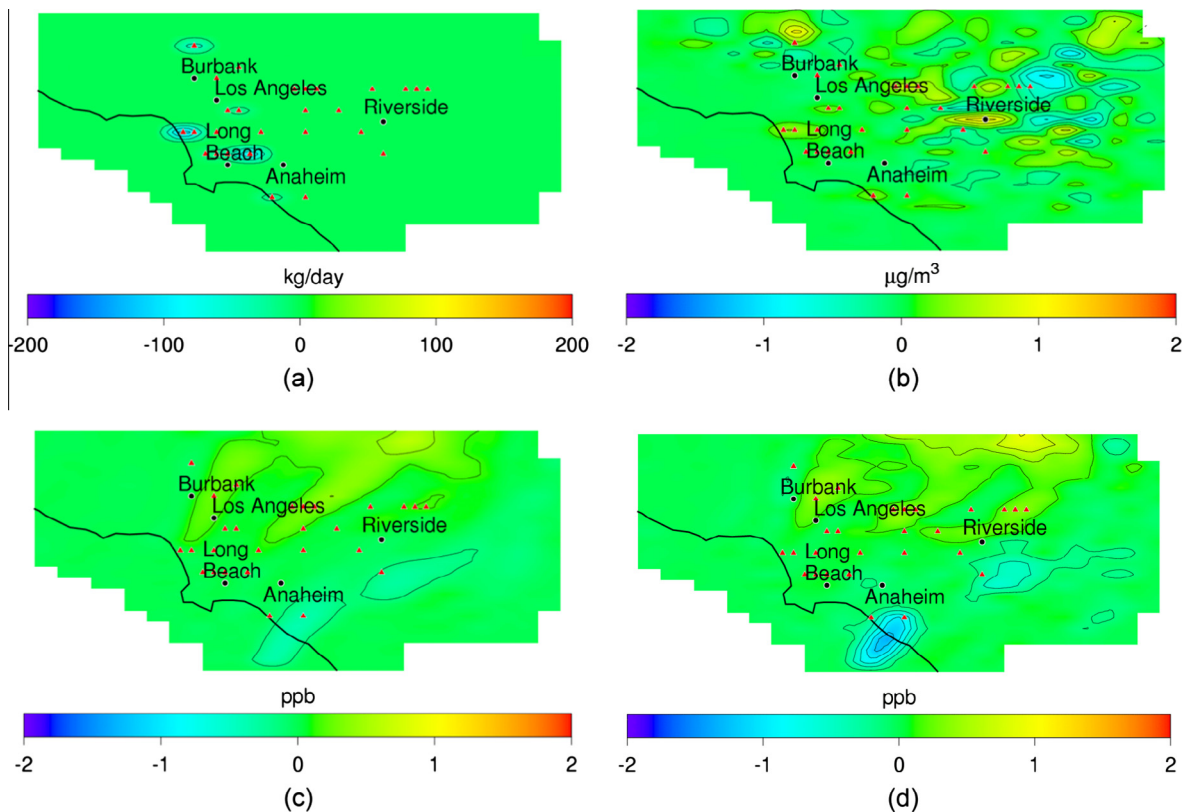 Burbank
Los Angeles
Riverside
Long
Beach
Anaheim
kg/day
-200 -100 0 100 200
(a)
Burbank
Los Angeles
Riverside
Long
Beach
Anaheim
μg/m³
-2 -1 0 1 2
(b)
Burbank
Los Angeles
Riverside
Long
Beach
Anaheim
ppb
-2 -1 0 1 2
(c)
Burbank
Los Angeles
Riverside
Long
Beach
Anaheim
ppb
-2 -1 0 1 2
(d)